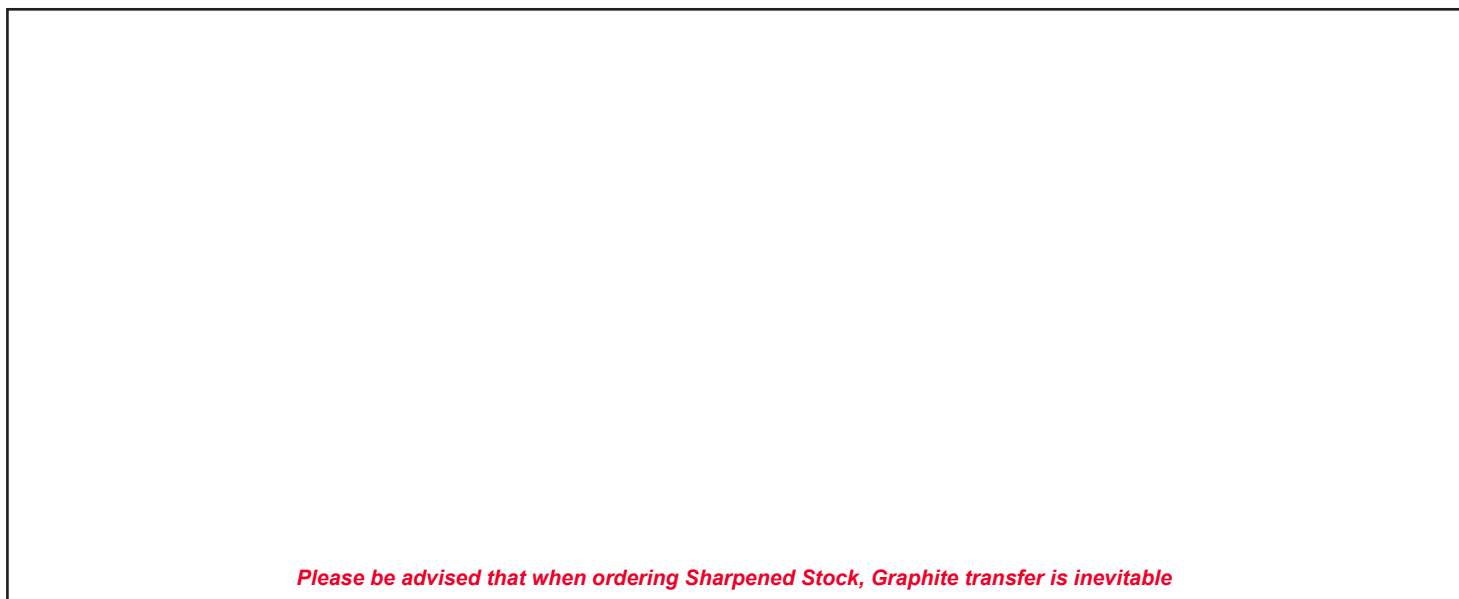 Please be advised that when ordering Sharpened Stock, Graphite transfer is inevitable